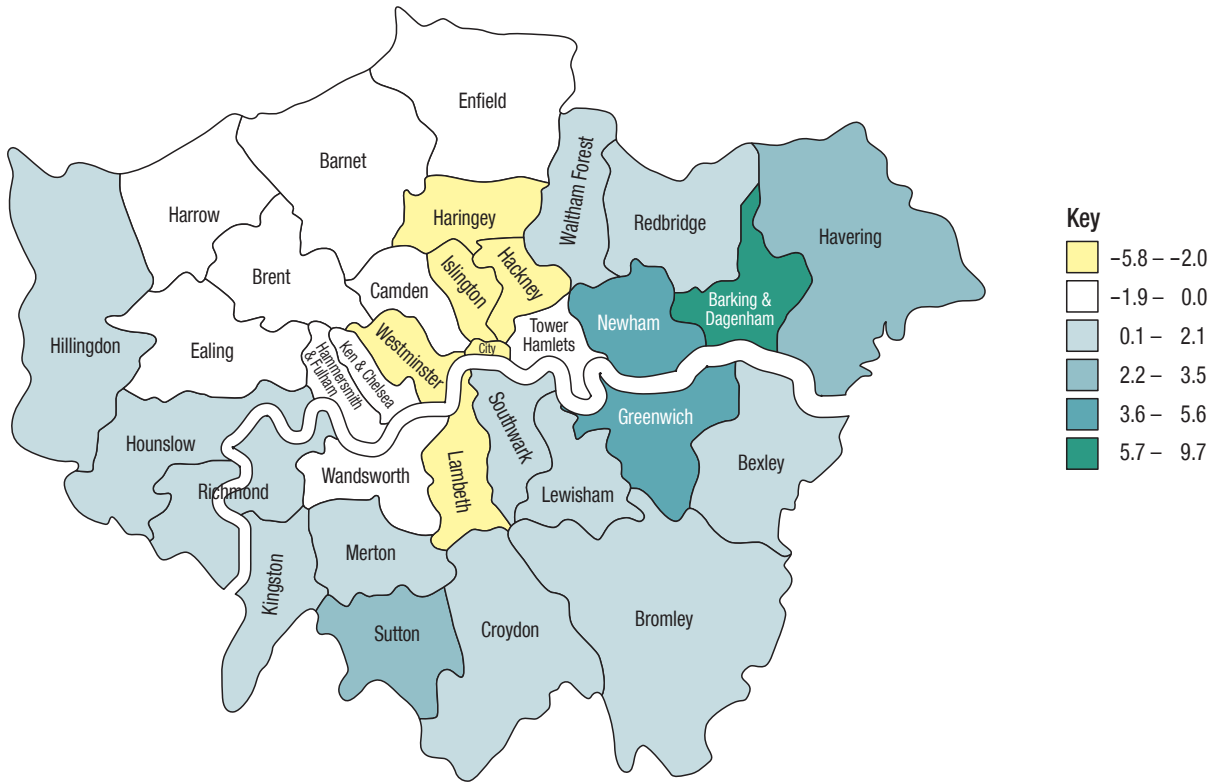 Enfield
Barnet
Waltham Forest
Harrow
Haringey
Redbridge
Havering
Brent
Islington
Hackney
Camden
Barking &
Dagenham
Newham
Tower
Hamlets
Hillingdon
Ealing
Westminster
City
Ken & Chelsea
Hammersmith
& Fulham
Southwark
Greenwich
Hounslow
Richmond
Wandsworth
Lambeth
Lewisham
Bexley
Merton
Kingston
Sutton
Croydon
Bromley
Key
−5.8 – −2.0
−1.9 – 0.0
0.1 – 2.1
2.2 – 3.5
3.6 – 5.6
5.7 – 9.7